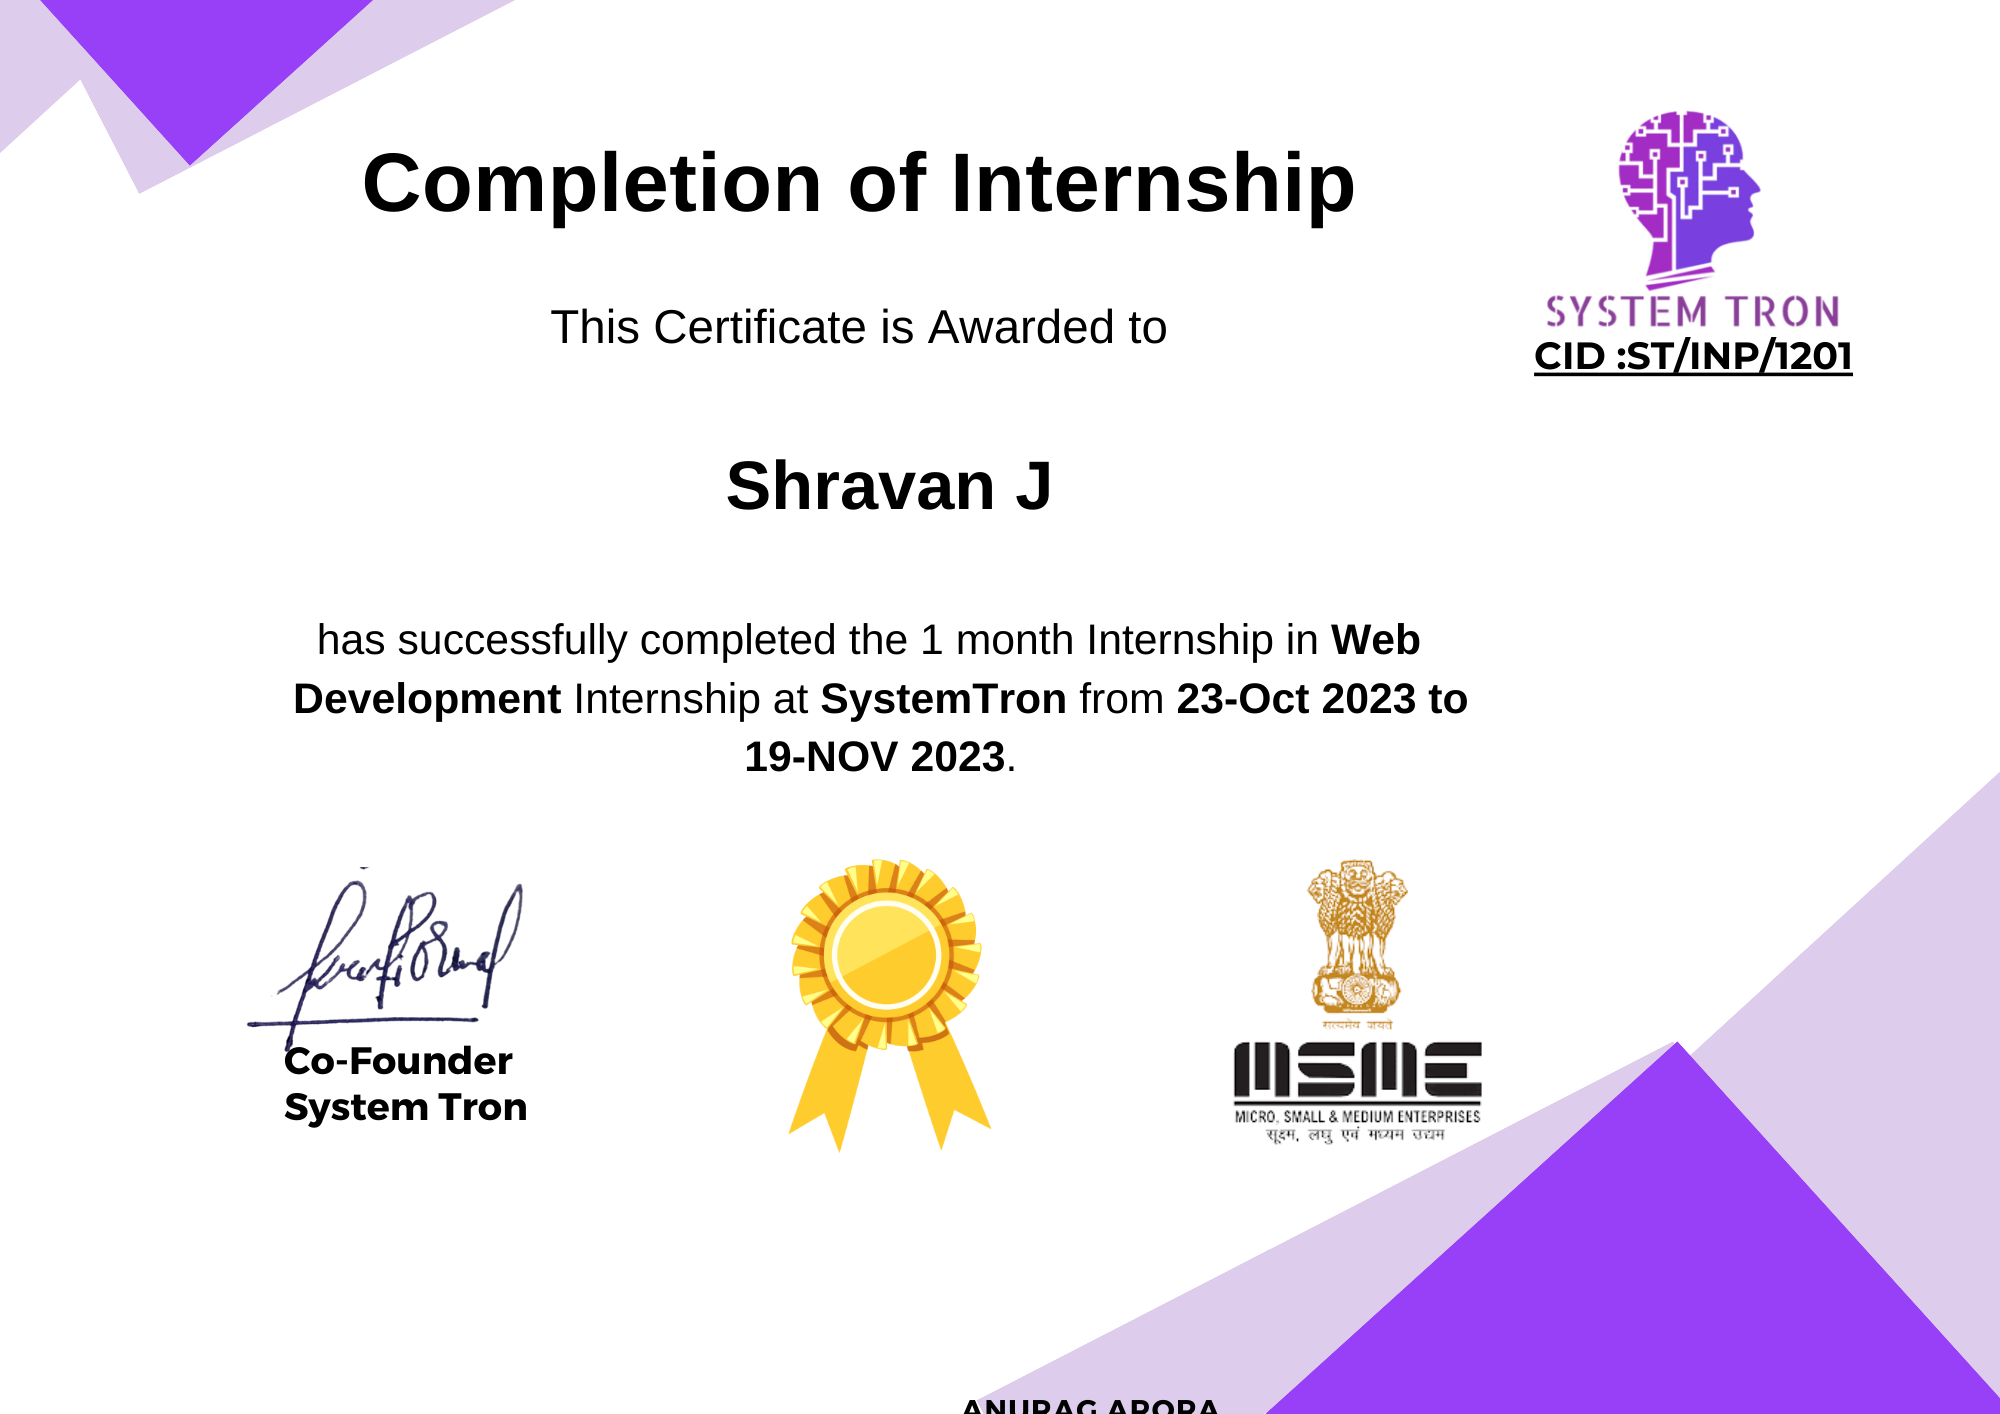 Completion of Internship
SYSTEM TRON
CID :ST/INP/1201
This Certificate is Awarded to
Shravan J
has successfully completed the 1 month Internship in Web
Development Internship at SystemTron from 23-Oct 2023 to
19-NOV 2023.
Co-Founder
System Tron
सत्यमेव जयते
MSME
MICRO, SMALL & MEDIUM ENTERPRISES
सूक्ष्म, लघु एवं मध्यम उद्यम
ANURAG ARORA